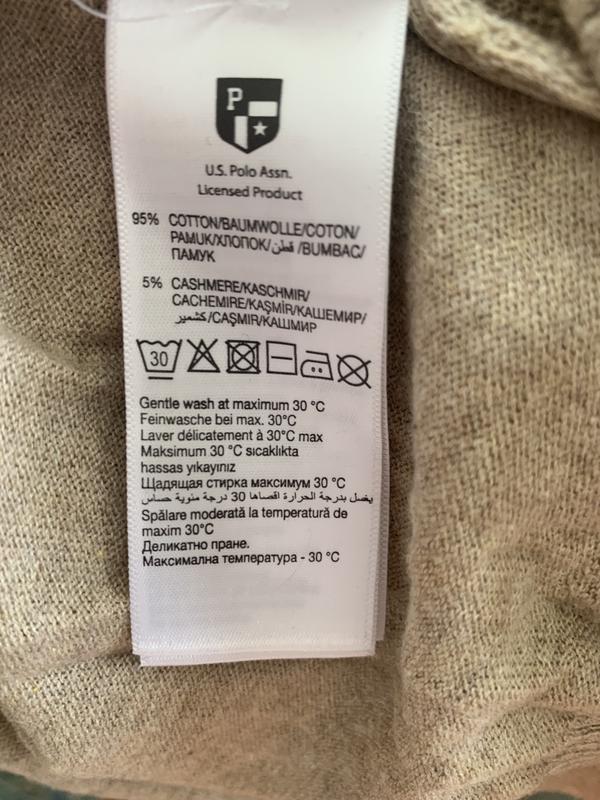 P
U.S. Polo Assn.
Licensed Product
95% COTTON/BAUMWOLLE/COTON/
PAMUK/ХЛОПОК/قطن /BUMBAC/
ПАМУК
5% CASHMERE/KASCHMIR/
CACHEMIRE/KAŞMİR/КАШЕМИР/
كشمير/CAŞMIR/КАШМИР
30
Gentle wash at maximum 30 °C
Feinwasche bei max. 30°C
Laver délicatement à 30°C max
Maksimum 30 °C sıcaklıkta
hassas yıkayınız
Щадящая стирка максимум 30 °C
يغسل بدرجة الحرارة اقصاها 30 درجة مئوية حساس
Spălare moderată la temperatură de
maxim 30°C
Деликатно пране.
Максимална температура - 30 °C